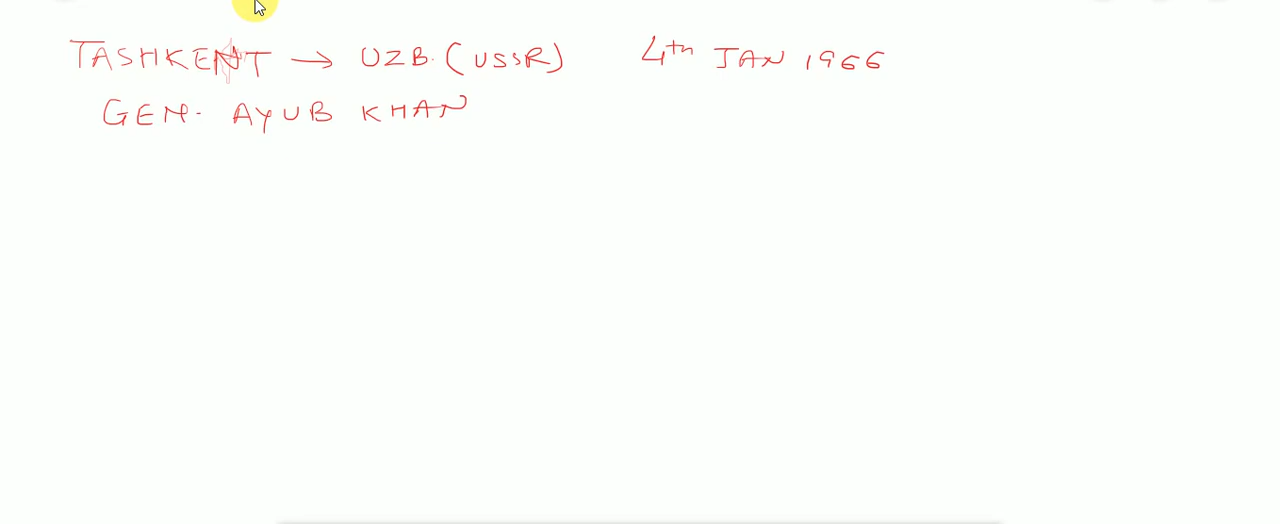 TASHKENT → UZB. (USSR) 4th JAN 1966
GEN. AYUB KHAN